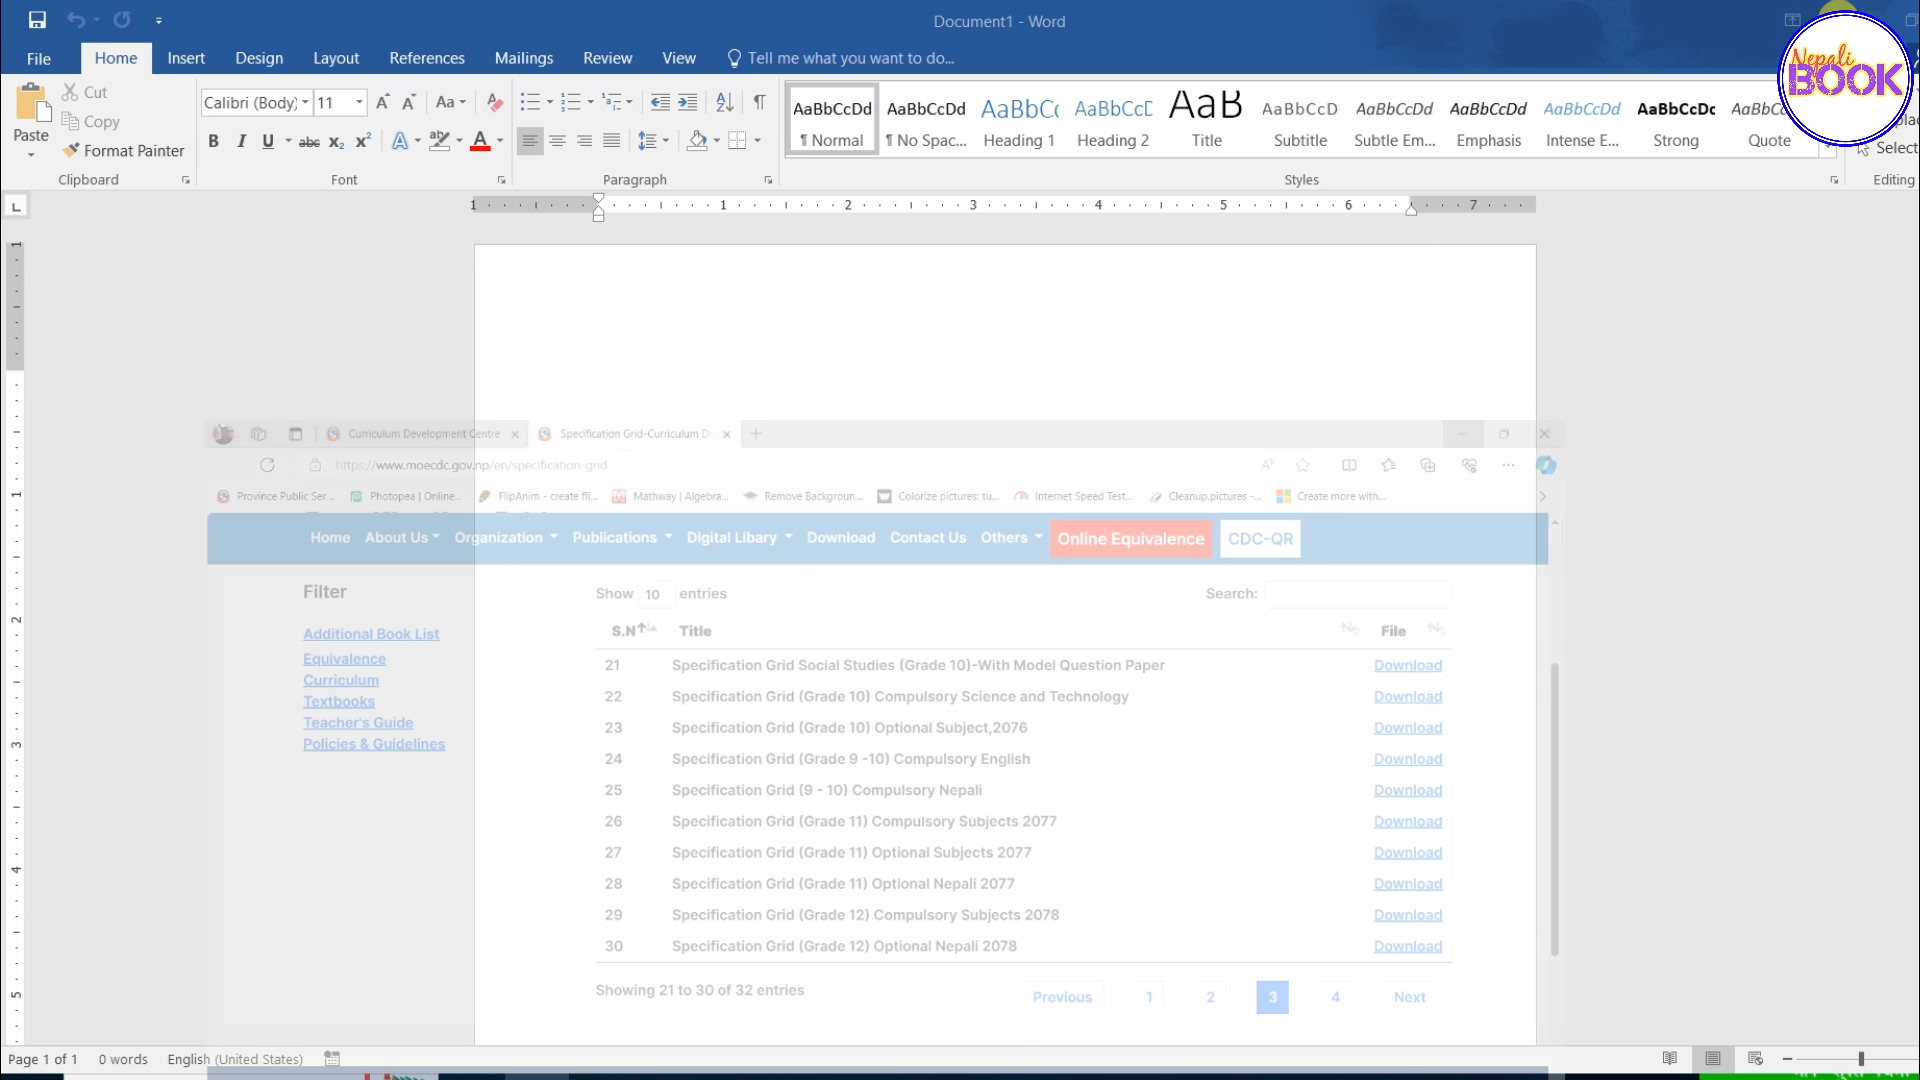 Document1 - Word
File Home Insert Design Layout References Mailings Review View Tell me what you want to do...
Nepali
BOOK
Paste
Cut
Copy
Format Painter
Clipboard
Calibri (Body) 11
Font
Paragraph
AaBbCcDd AaBbCcDd AaBbCc AaBbCcD AaB AaBbCcD AaBbCcDd AaBbCcDd AaBbCcDd AaBbCcDc AaBbCc
¶ Normal ¶ No Spac... Heading 1 Heading 2 Title Subtitle Subtle Em... Emphasis Intense E... Strong Quote
Styles
Select
Editing
1 1 2 3 4 5 6 7
Curriculum Development Centre Specification Grid-Curriculum D
https://www.moecdc.gov.np/en/specification-grid
Province Public Ser... Photopea | Online... FlipAnim - create fli... Mathway | Algebra... Remove Backgroun... Colorize pictures: tu... Internet Speed Test... Cleanup.pictures -... Create more with...
Home About Us Organization Publications Digital Libary Download Contact Us Others Online Equivalence CDC-QR
Filter
Additional Book List
Equivalence
Curriculum
Textbooks
Teacher's Guide
Policies & Guidelines
Show 10 entries Search:
S.N Title File
21 Specification Grid Social Studies (Grade 10)-With Model Question Paper Download
22 Specification Grid (Grade 10) Compulsory Science and Technology Download
23 Specification Grid (Grade 10) Optional Subject,2076 Download
24 Specification Grid (Grade 9 -10) Compulsory English Download
25 Specification Grid (9 - 10) Compulsory Nepali Download
26 Specification Grid (Grade 11) Compulsory Subjects 2077 Download
27 Specification Grid (Grade 11) Optional Subjects 2077 Download
28 Specification Grid (Grade 11) Optional Nepali 2077 Download
29 Specification Grid (Grade 12) Compulsory Subjects 2078 Download
30 Specification Grid (Grade 12) Optional Nepali 2078 Download
Showing 21 to 30 of 32 entries Previous 1 2 3 4 Next
Page 1 of 1 0 words English (United States)